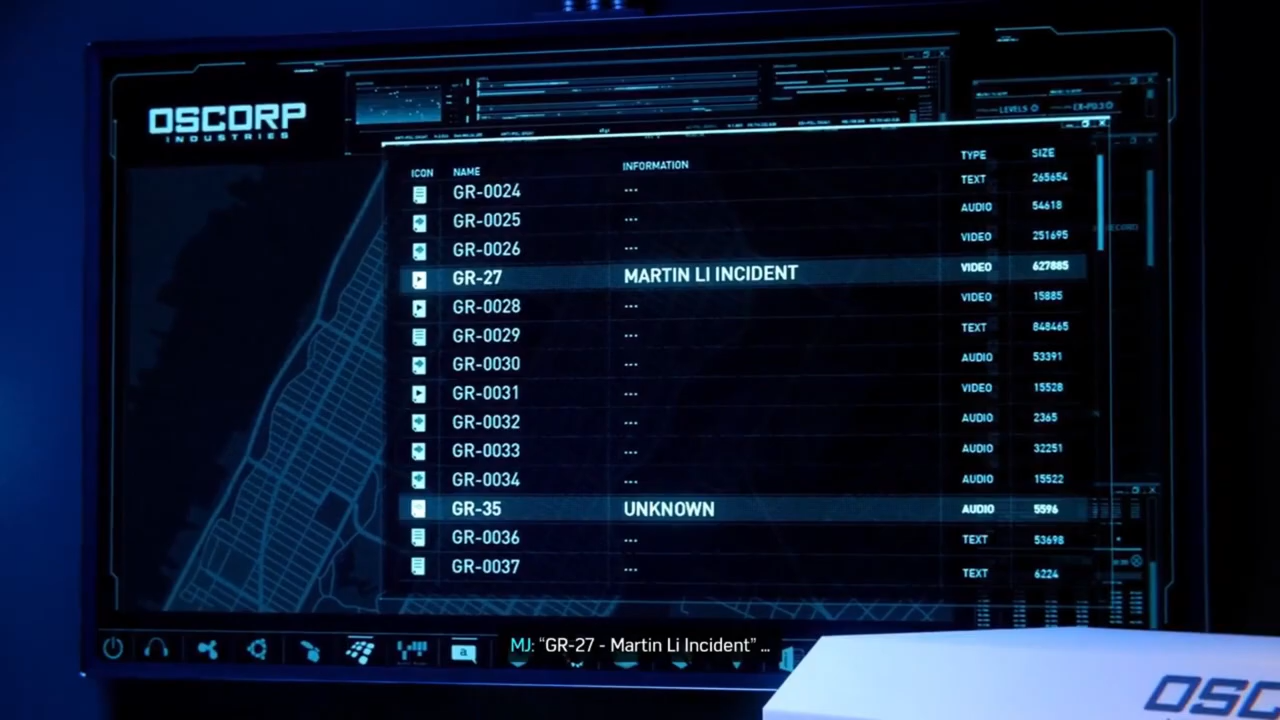 OSCORP
INDUSTRIES
LEVELS
ICON NAME INFORMATION TYPE SIZE
GR-0024 --- TEXT 265654
GR-0025 --- AUDIO 54618
GR-0026 --- VIDEO 251695
GR-27 MARTIN LI INCIDENT VIDEO 627885
GR-0028 --- VIDEO 15885
GR-0029 --- TEXT 848465
GR-0030 --- AUDIO 53391
GR-0031 --- VIDEO 15528
GR-0032 --- AUDIO 2365
GR-0033 --- AUDIO 32251
GR-0034 --- AUDIO 15522
GR-35 UNKNOWN AUDIO 5596
GR-0036 --- TEXT 53698
GR-0037 --- TEXT 6224
a
MJ: “GR-27 - Martin Li Incident” ...
OSC